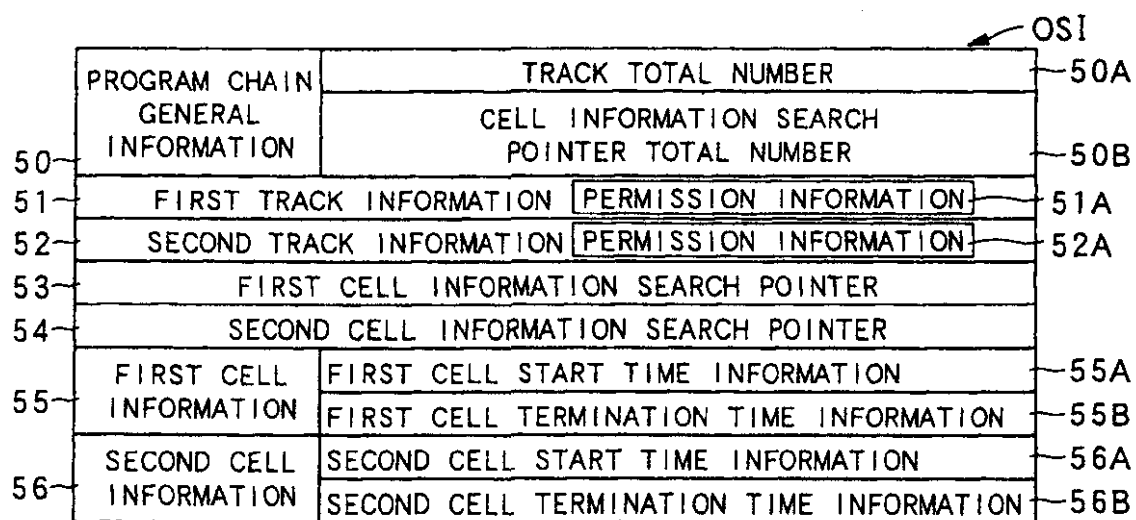 OSI
PROGRAM CHAIN
GENERAL
INFORMATION
50
TRACK TOTAL NUMBER
50A
CELL INFORMATION SEARCH
POINTER TOTAL NUMBER
50B
51
FIRST TRACK INFORMATION PERMISSION INFORMATION
51A
52
SECOND TRACK INFORMATION PERMISSION INFORMATION
52A
53
FIRST CELL INFORMATION SEARCH POINTER
54
SECOND CELL INFORMATION SEARCH POINTER
55
FIRST CELL
INFORMATION
FIRST CELL START TIME INFORMATION
55A
FIRST CELL TERMINATION TIME INFORMATION
55B
56
SECOND CELL
INFORMATION
SECOND CELL START TIME INFORMATION
56A
SECOND CELL TERMINATION TIME INFORMATION
56B